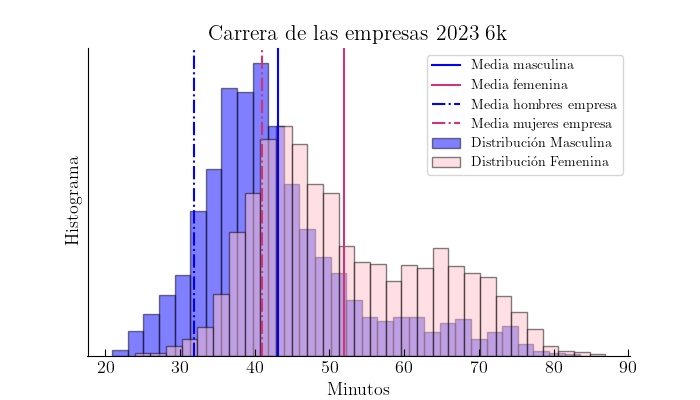 Carrera de las empresas 2023 6k
Media masculina
Media femenina
Media hombres empresa
Media mujeres empresa
Distribución Masculina
Distribución Femenina
Histograma
20 30 40 50 60 70 80 90
Minutos